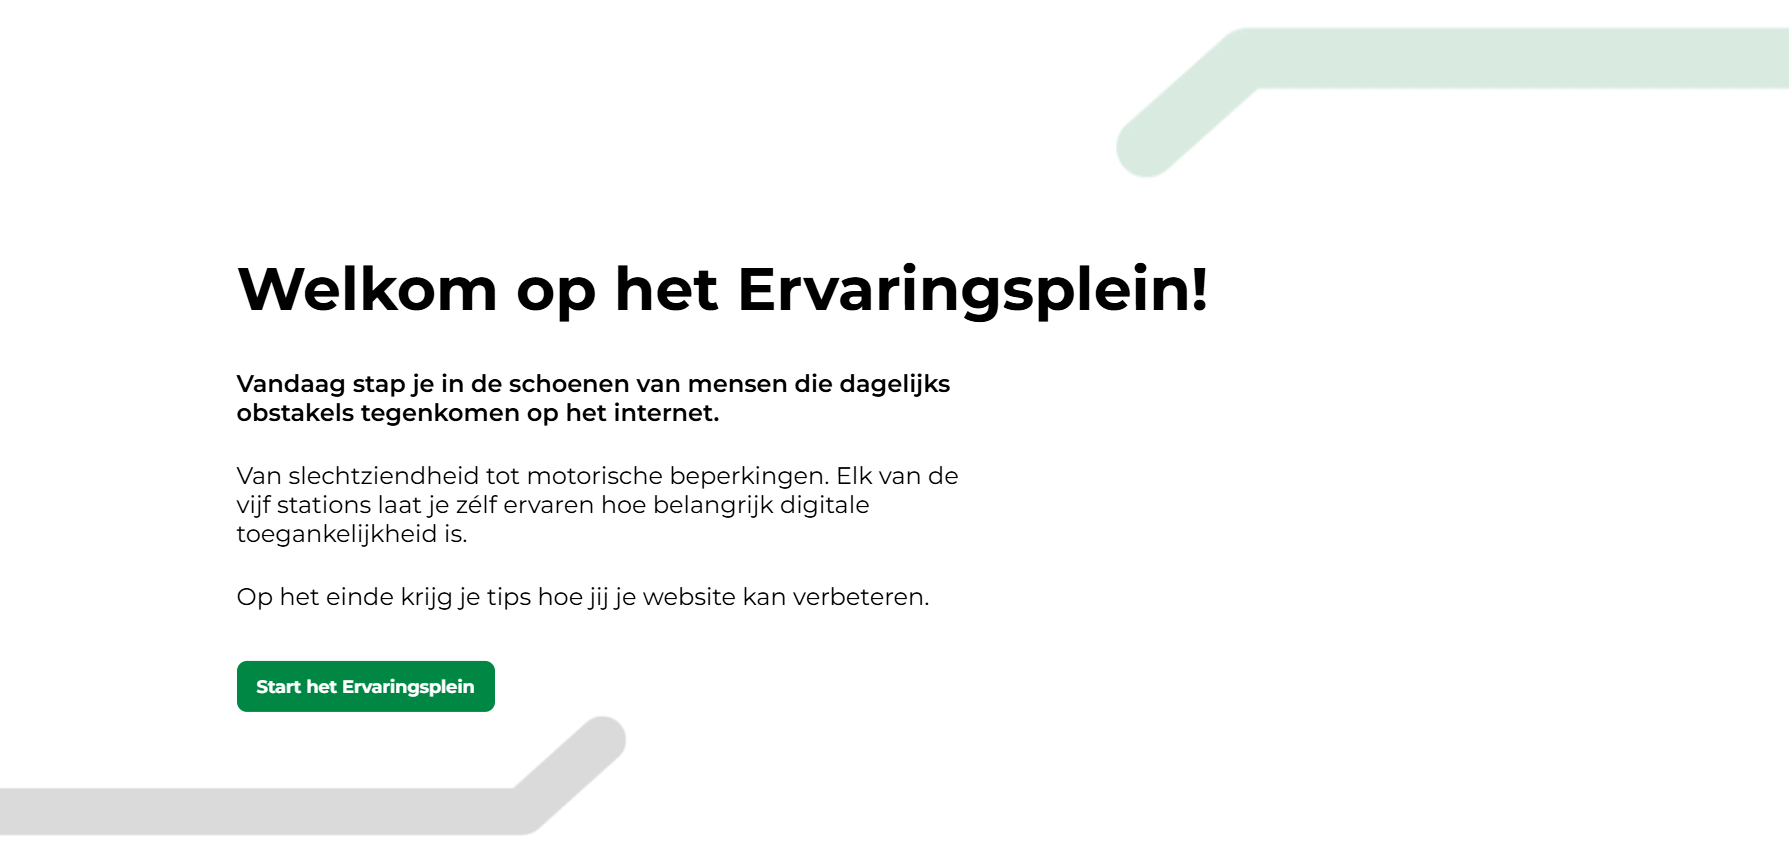 Welkom op het Ervaringsplein!
Vandaag stap je in de schoenen van mensen die dagelijks
obstakels tegenkomen op het internet.
Van slechtziendheid tot motorische beperkingen. Elk van de
vijf stations laat je zélf ervaren hoe belangrijk digitale
toegankelijkheid is.
Op het einde krijg je tips hoe jij je website kan verbeteren.
Start het Ervaringsplein